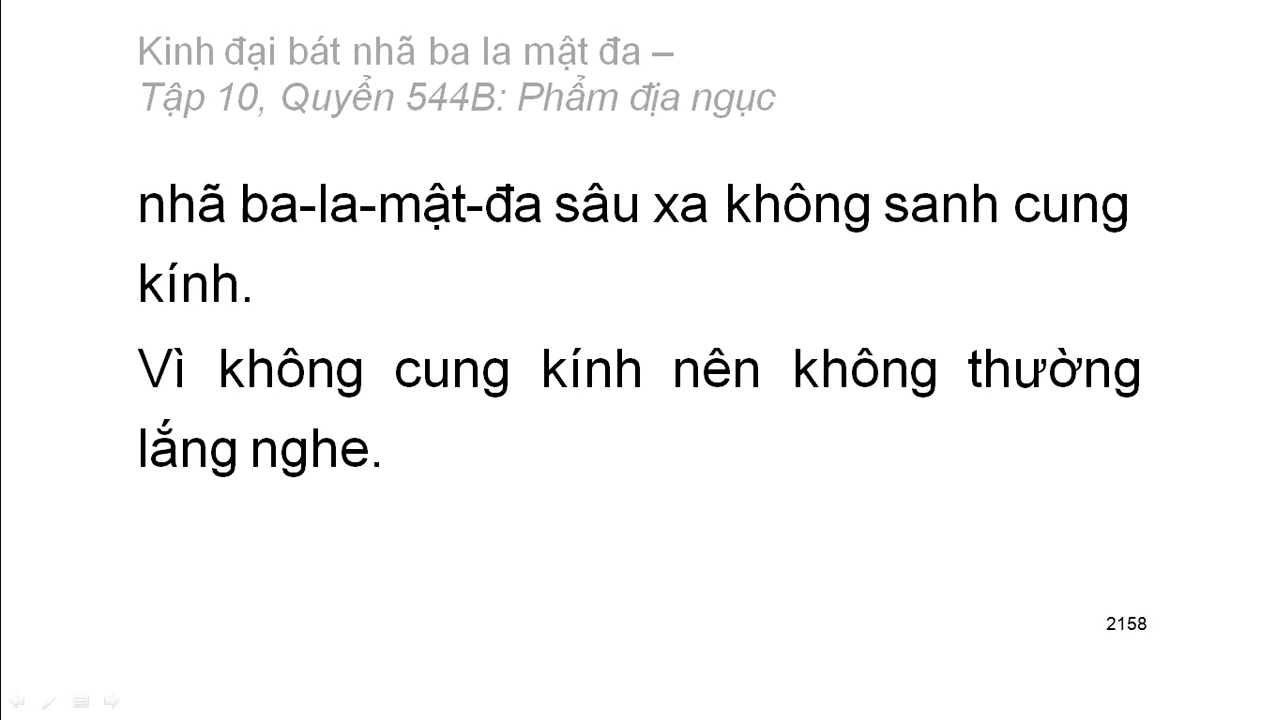 Kinh đại bát nhã ba la mật đa –
Tập 10, Quyển 544B: Phẩm địa ngục
nhã ba-la-mật-đa sâu xa không sanh cung
kính.
Vì không cung kính nên không thường
lắng nghe.
2158